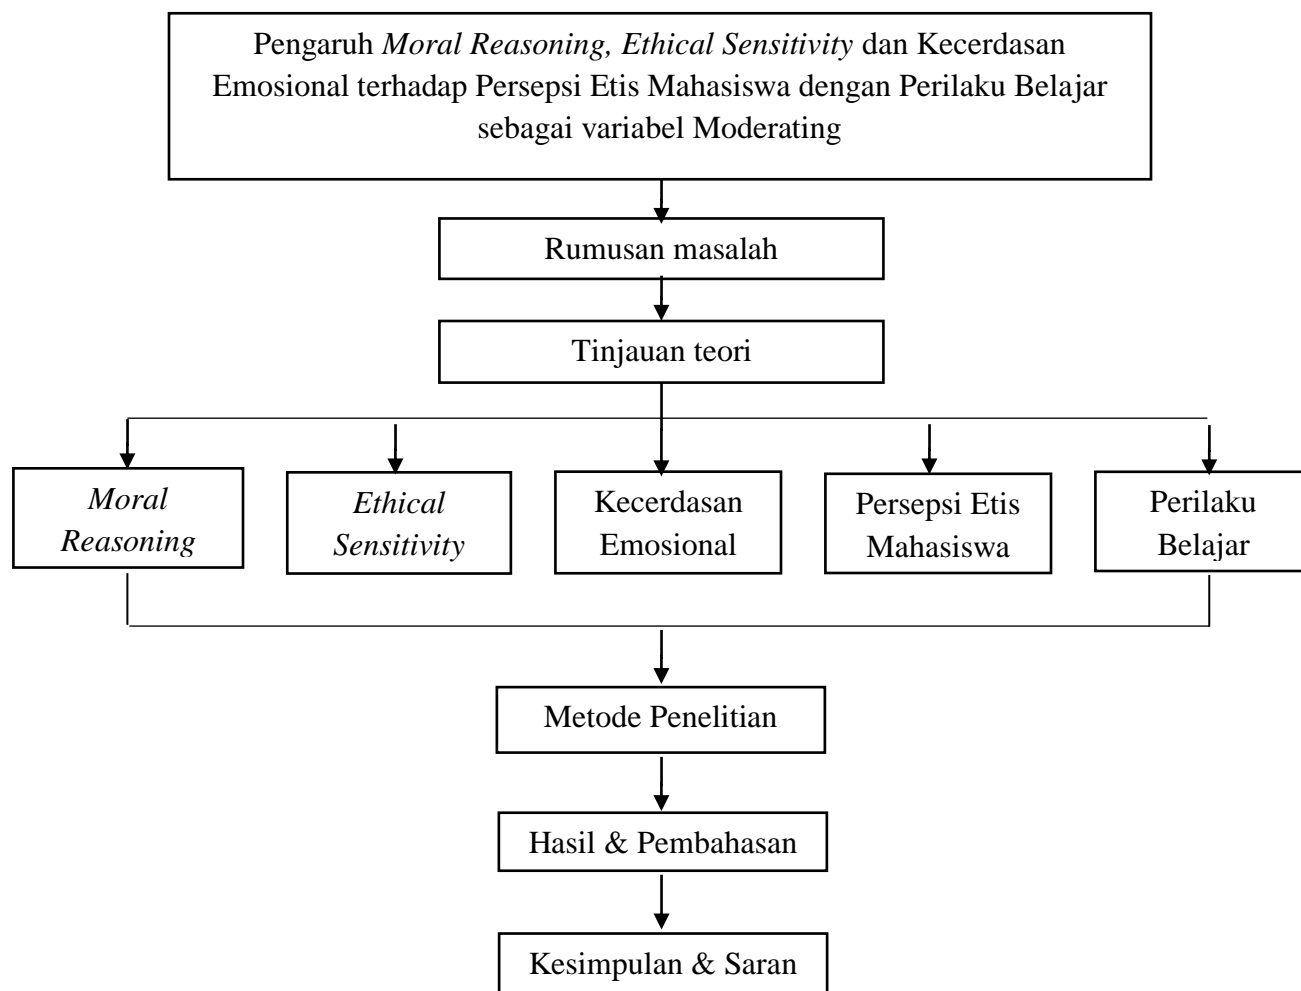 Pengaruh Moral Reasoning, Ethical Sensitivity dan Kecerdasan
Emosional terhadap Persepsi Etis Mahasiswa dengan Perilaku Belajar
sebagai variabel Moderating
Rumusan masalah
Tinjauan teori
Moral
Reasoning
Ethical
Sensitivity
Kecerdasan
Emosional
Persepsi Etis
Mahasiswa
Perilaku
Belajar
Metode Penelitian
Hasil & Pembahasan
Kesimpulan & Saran